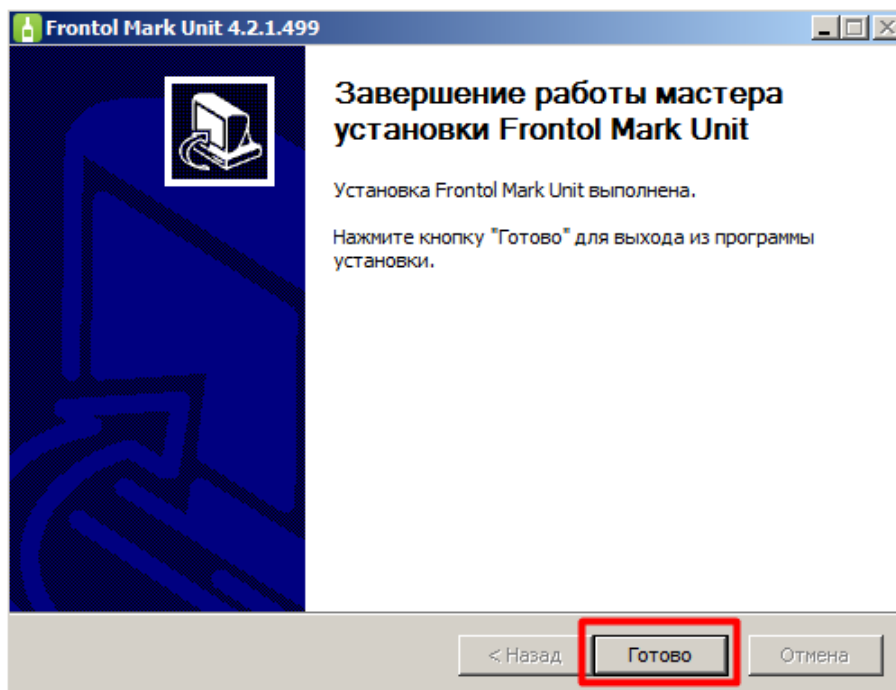 Frontol Mark Unit 4.2.1.499
Завершение работы мастера
установки Frontol Mark Unit
Установка Frontol Mark Unit выполнена.
Нажмите кнопку "Готово" для выхода из программы
установки.
< Назад
Готово
Отмена